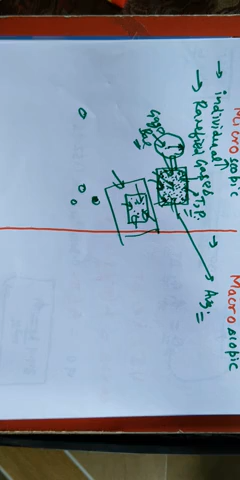 Microscopic
→ individual
→ Rarefied Gases
T.P.
Macroscopic
→ Avg.